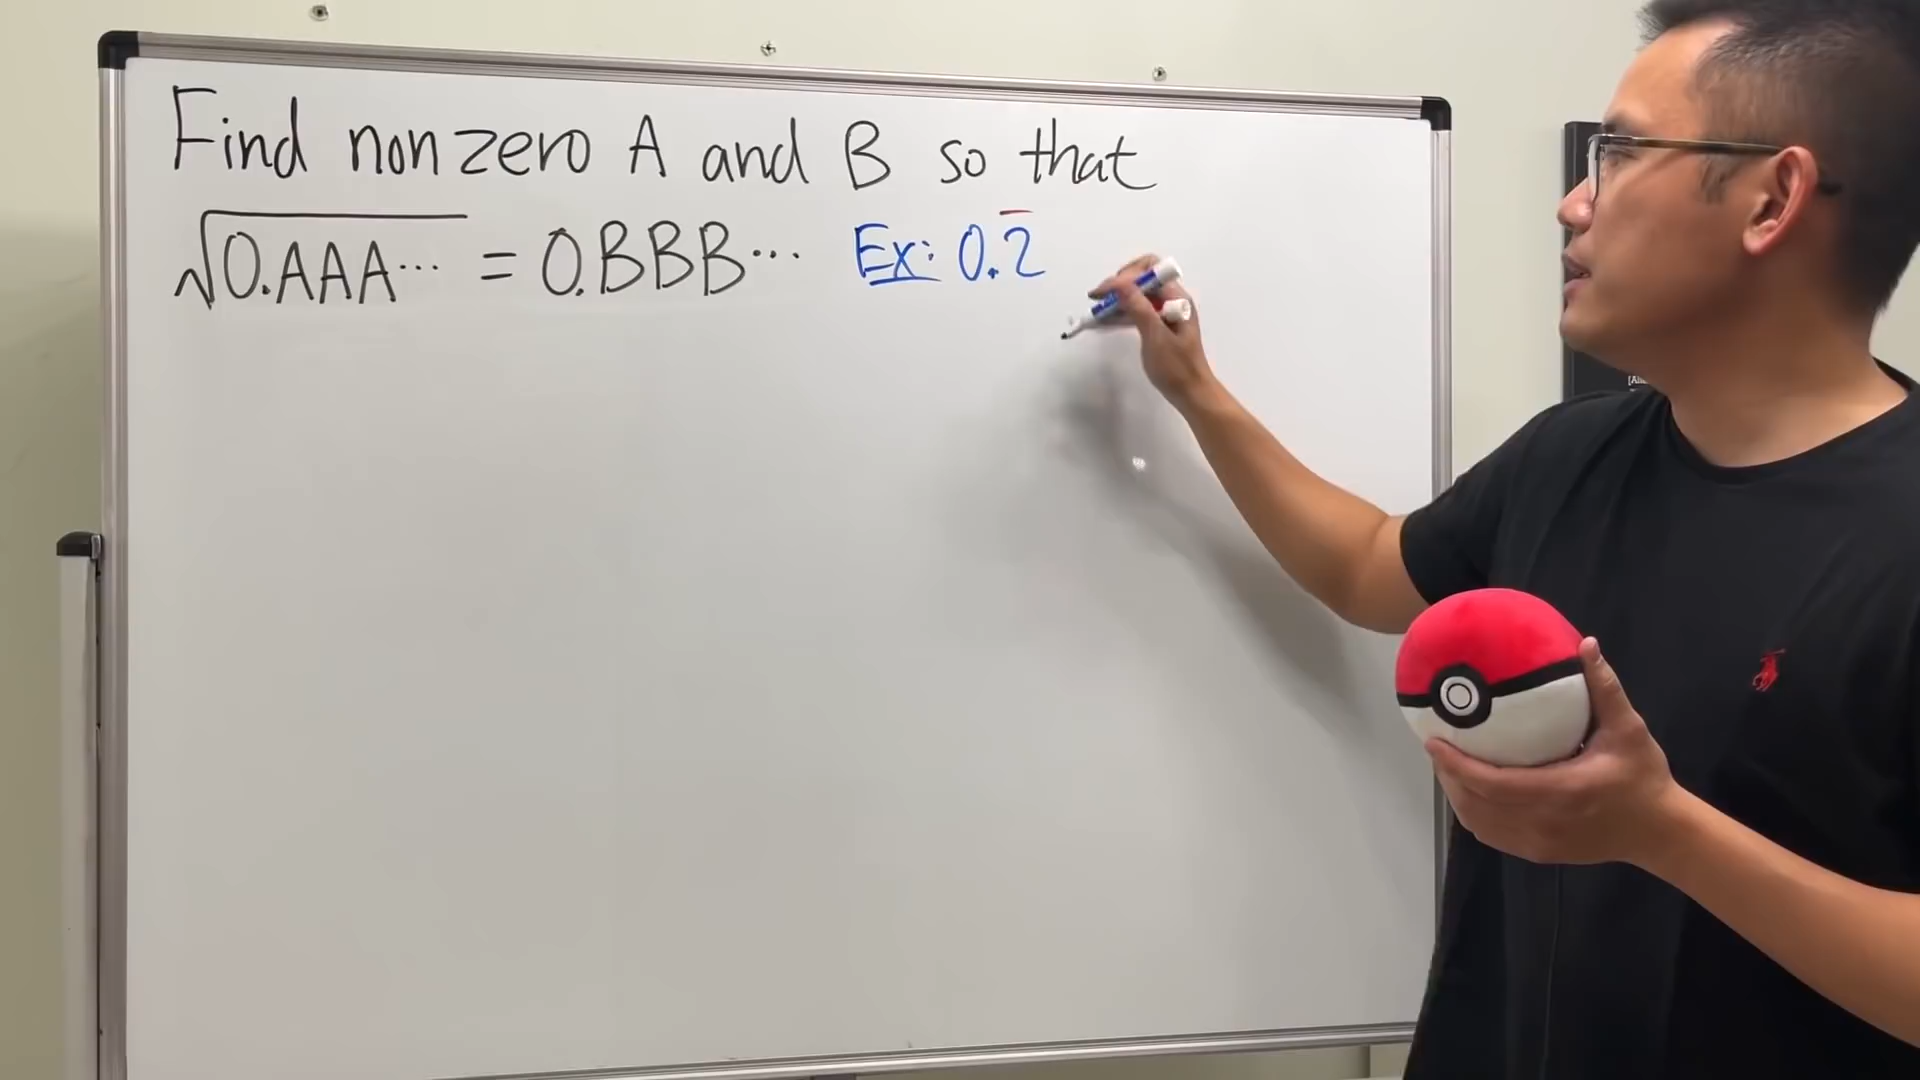 Find nonzero A and B so that
√0.AAA... = 0.BBB... Ex: 0.2̅